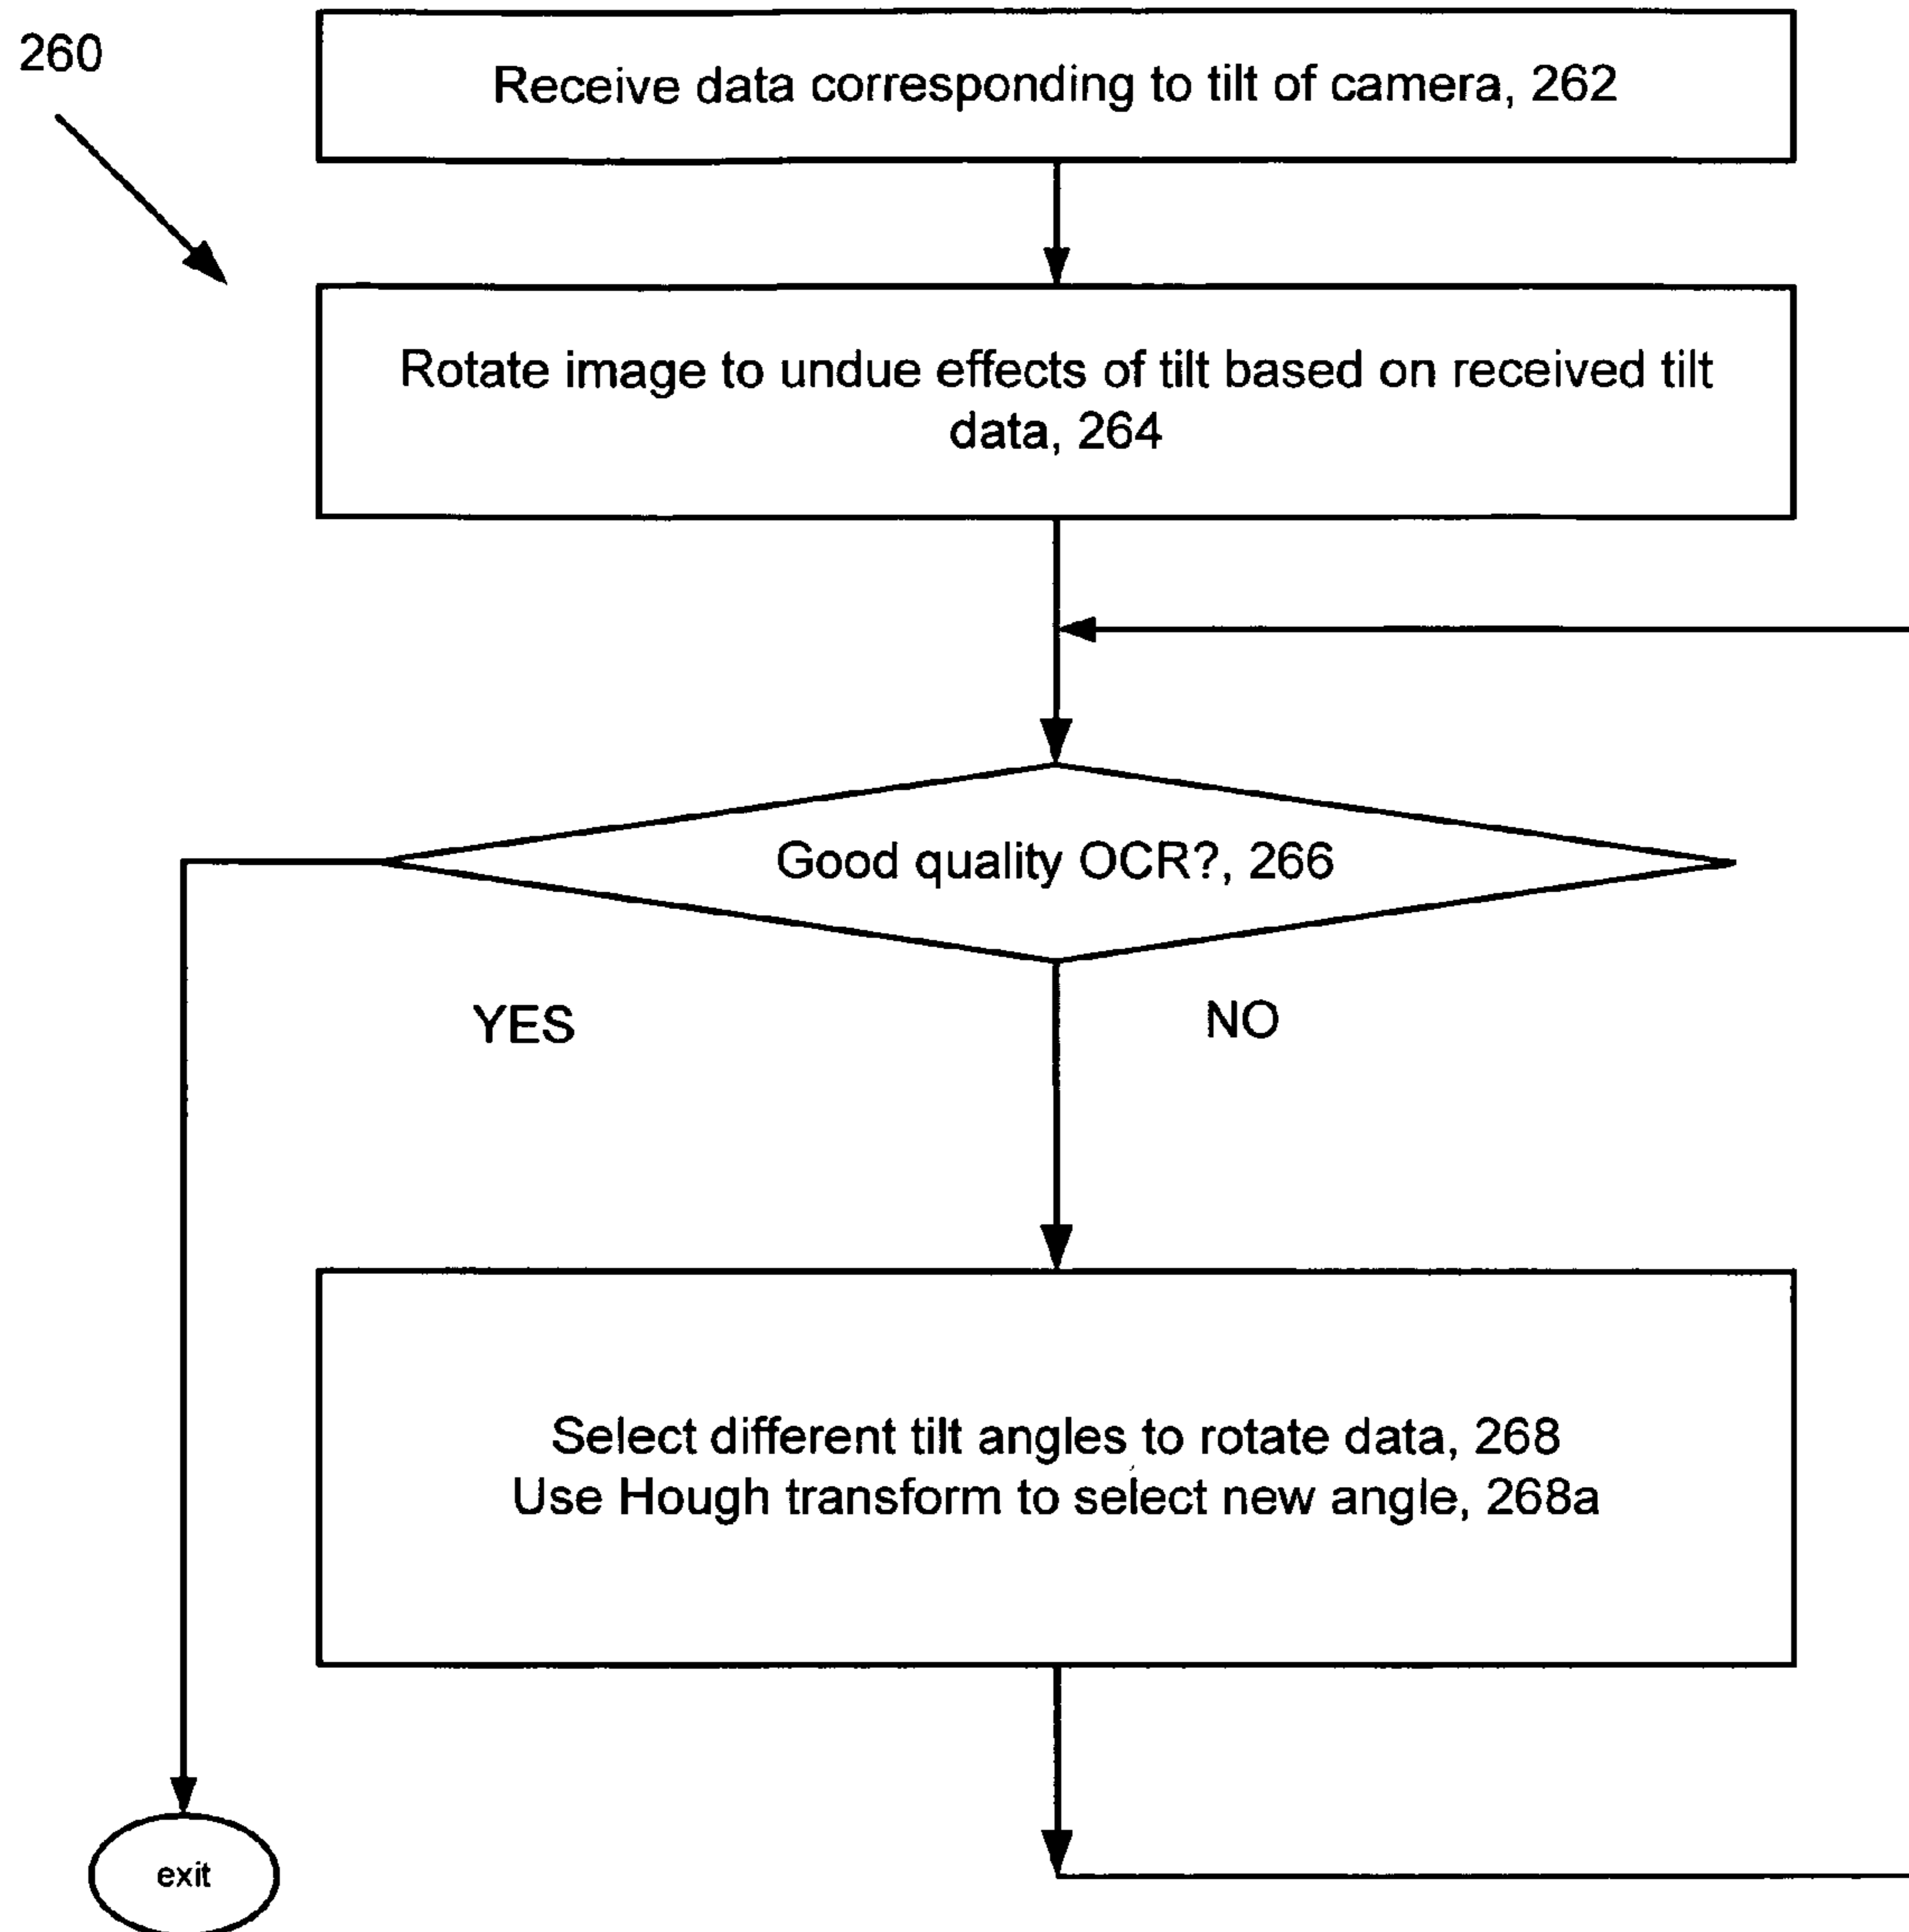 260
Receive data corresponding to tilt of camera, 262
Rotate image to undue effects of tilt based on received tilt
data, 264
Good quality OCR?, 266
YES
NO
Select different tilt angles to rotate data, 268
Use Hough transform to select new angle, 268a
exit